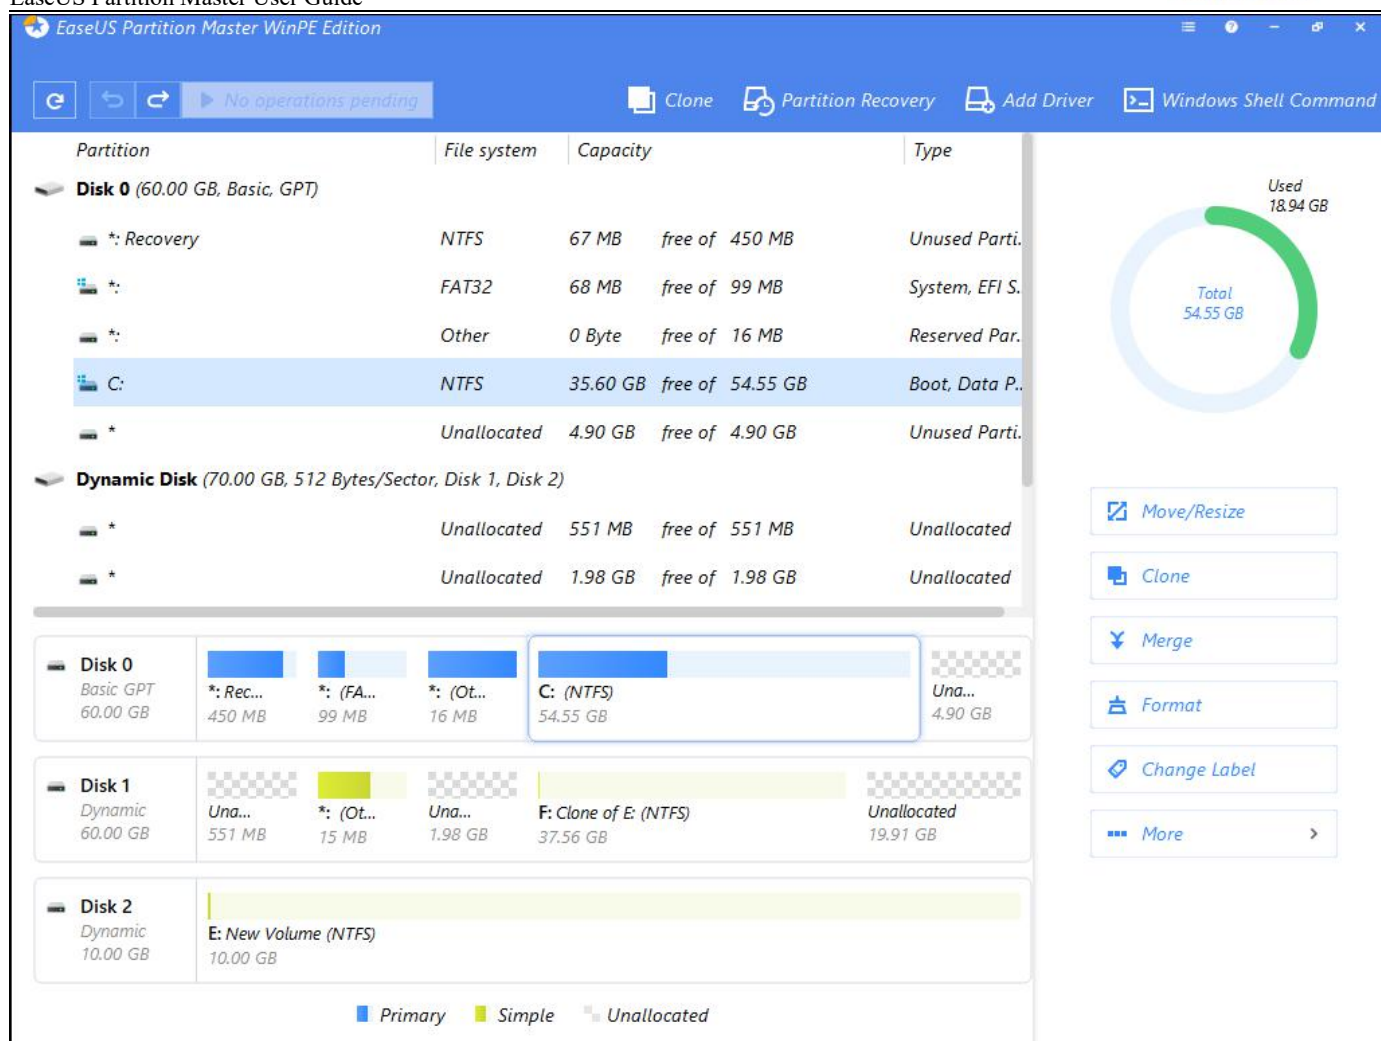 EaseUS Partition Master User Guide
EaseUS Partition Master WinPE Edition
No operations pending
Clone
Partition Recovery
Add Driver
Windows Shell Command
Partition File system Capacity Type
Disk 0 (60.00 GB, Basic, GPT)
*: Recovery NTFS 67 MB free of 450 MB Unused Parti..
*: FAT32 68 MB free of 99 MB System, EFI S..
*: Other 0 Byte free of 16 MB Reserved Par..
C: NTFS 35.60 GB free of 54.55 GB Boot, Data P..
* Unallocated 4.90 GB free of 4.90 GB Unused Parti..
Dynamic Disk (70.00 GB, 512 Bytes/Sector, Disk 1, Disk 2)
* Unallocated 551 MB free of 551 MB Unallocated
* Unallocated 1.98 GB free of 1.98 GB Unallocated
Used
18.94 GB
Total
54.55 GB
Move/Resize
Clone
Merge
Format
Change Label
More
Disk 0
Basic GPT
60.00 GB
*: Rec...
450 MB
*: (FA...
99 MB
*: (Ot...
16 MB
C: (NTFS)
54.55 GB
Una...
4.90 GB
Disk 1
Dynamic
60.00 GB
Una...
551 MB
*: (Ot...
15 MB
Una...
1.98 GB
F: Clone of E: (NTFS)
37.56 GB
Unallocated
19.91 GB
Disk 2
Dynamic
10.00 GB
E: New Volume (NTFS)
10.00 GB
Primary Simple Unallocated